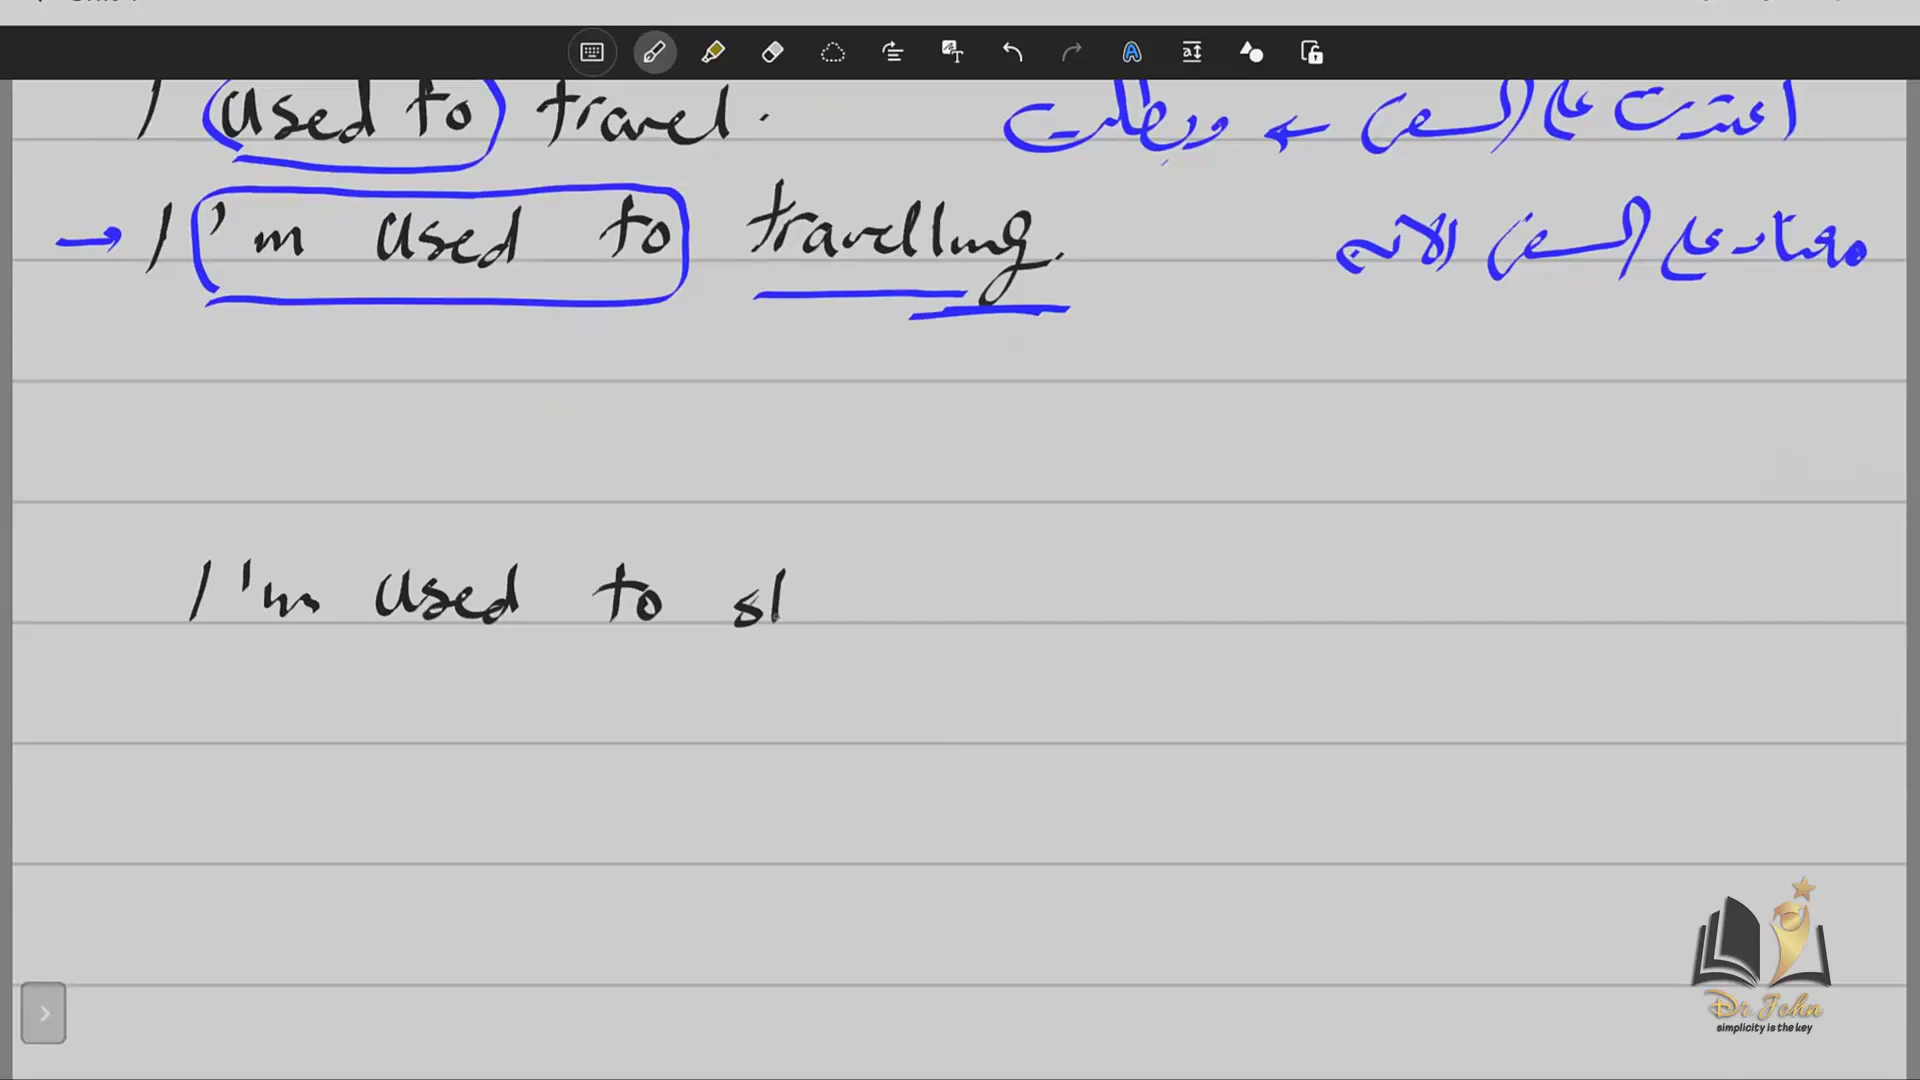 I used to travel. اعتدت على السفر ← وبطلت
→ I'm used to travelling. معتاد على السفر الآن
I'm used to sl
Dr. John
simplicity is the key